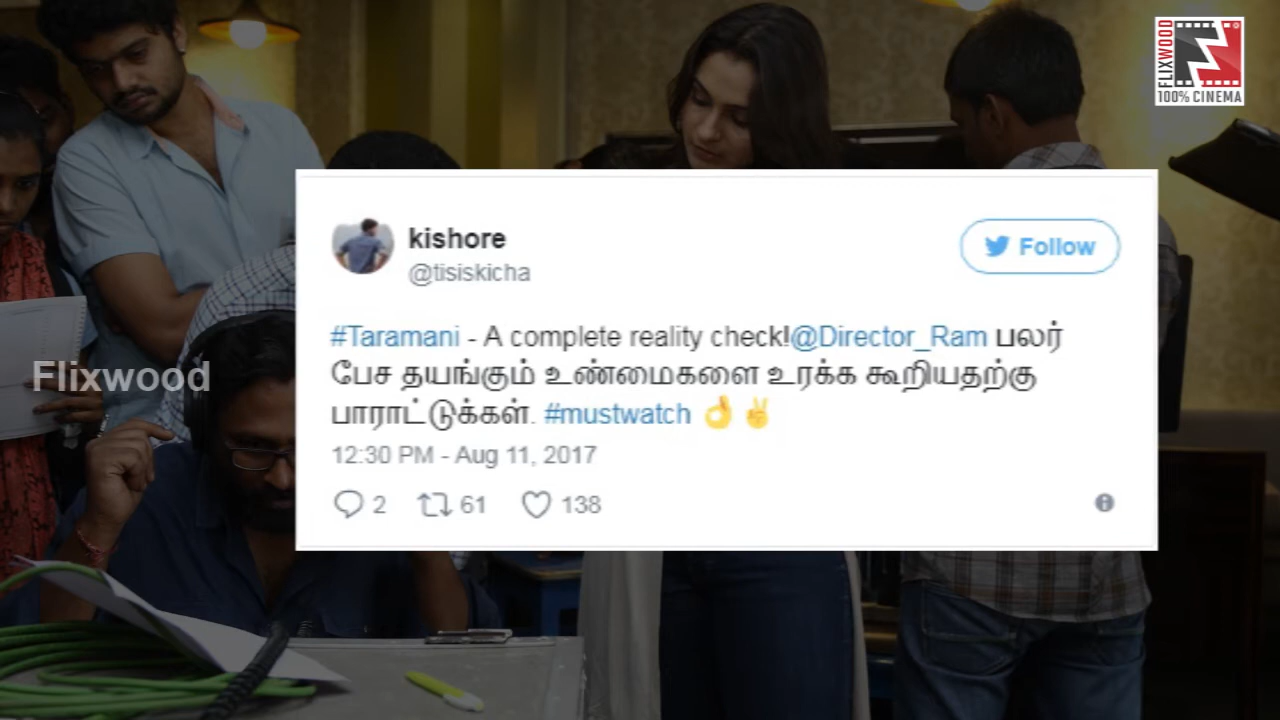 FLIXWOOD
100% CINEMA
kishore
@tisiskicha
Follow
#Taramani - A complete reality check!@Director_Ram பலர்
பேச தயங்கும் உண்மைகளை உரக்க கூறியதற்கு
பாராட்டுக்கள். #mustwatch 👌✌
12:30 PM - Aug 11, 2017
2 61 138
Flixwood